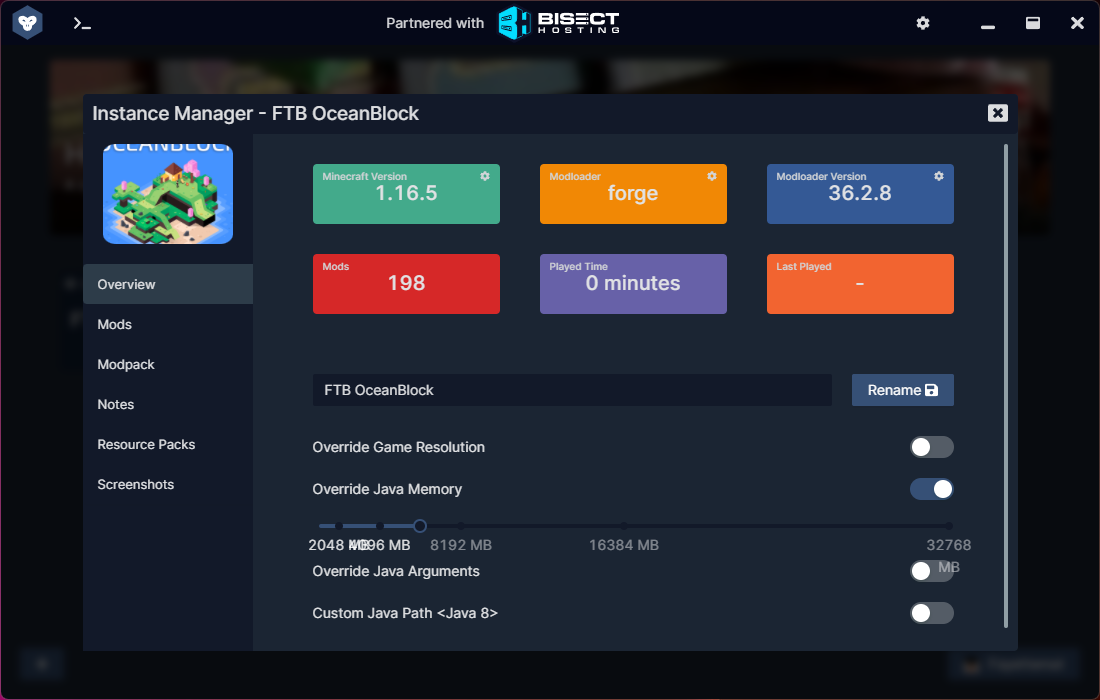 Partnered with BISECT HOSTING
Instance Manager - FTB OceanBlock
OCEANBLOCK
Minecraft Version
1.16.5
Modloader
forge
Modloader Version
36.2.8
Mods
198
Played Time
0 minutes
Last Played
-
Overview
Mods
Modpack
Notes
Resource Packs
Screenshots
FTB OceanBlock
Rename
Override Game Resolution
Override Java Memory
2048 MB
4096 MB
8192 MB
16384 MB
32768 MB
Override Java Arguments
Custom Java Path <Java 8>